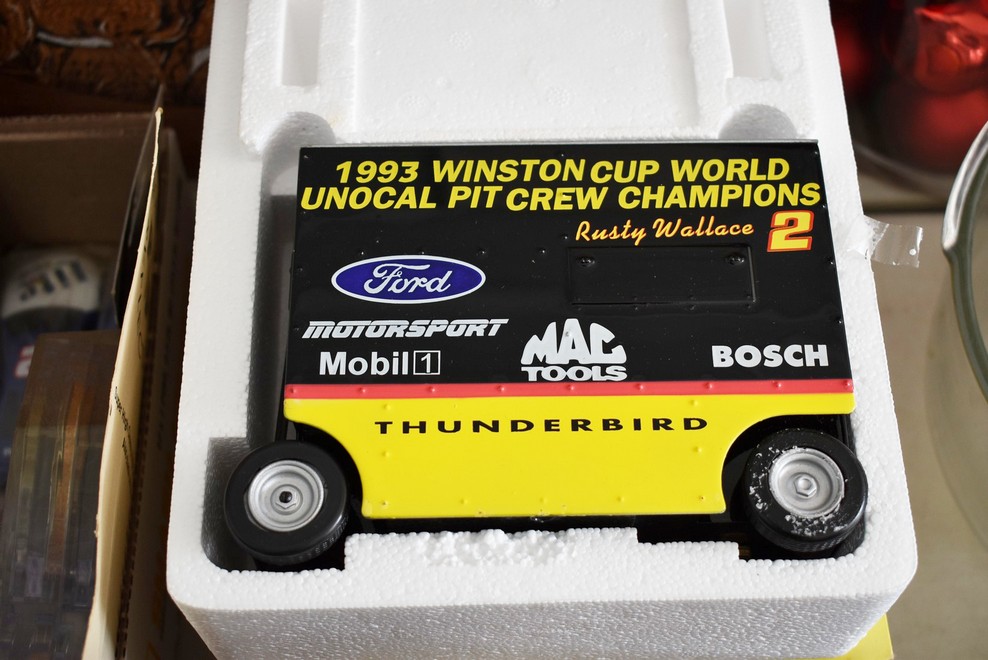 1993 WINSTON CUP WORLD
UNOCAL PIT CREW CHAMPIONS
Rusty Wallace 2
Ford
MOTORSPORT
Mobil 1
MAC
TOOLS
BOSCH
THUNDERBIRD